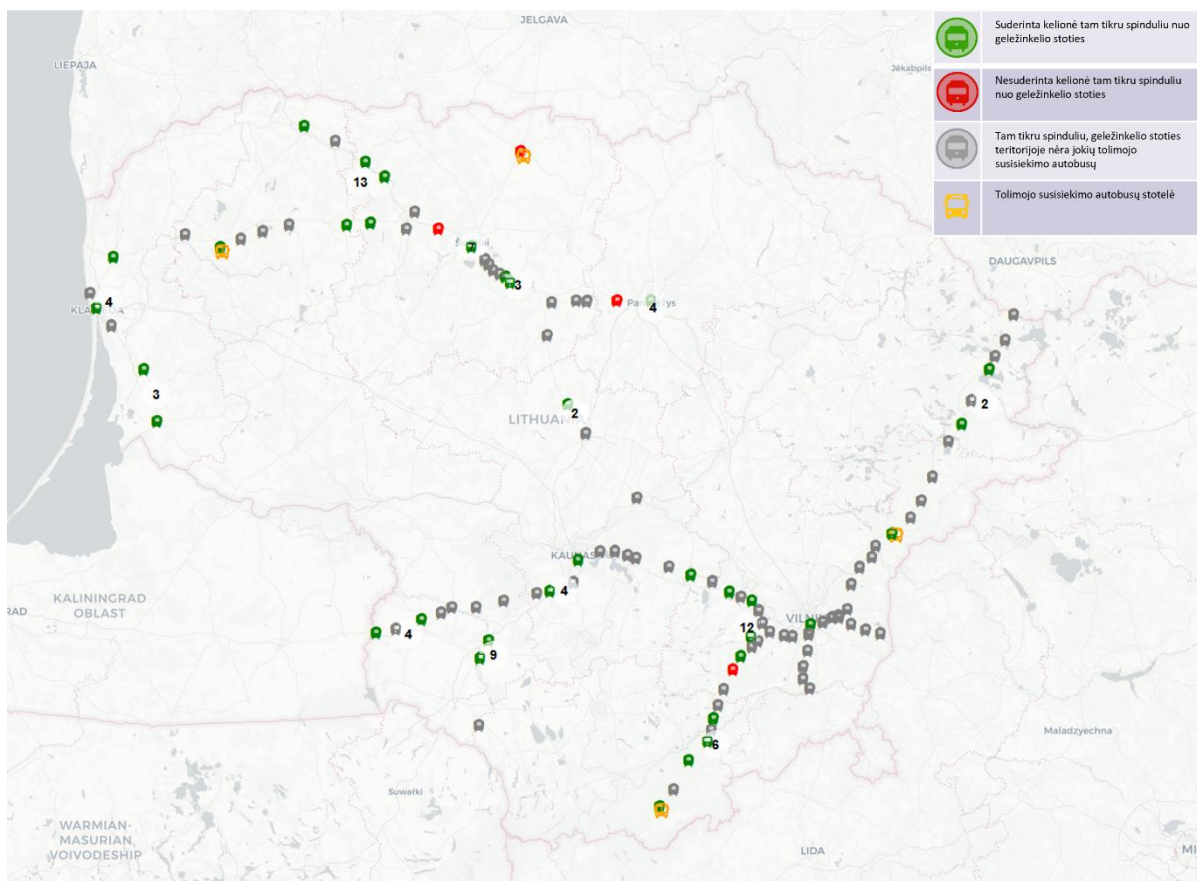 JELGAVA
LIEPAJA
Jēkabpils
Suderinta kelionė tam tikru spinduliu nuo
geležinkelio stoties
Nesuderinta kelionė tam tikru spinduliu
nuo geležinkelio stoties
Tam tikru spinduliu, geležinkelio stoties
teritorijoje nėra jokių tolimojo
susisiekimo autobusų
Tolimojo susisiekimo autobusų stotelė
13
DAUGAVPILS
3
4
4
3
2
2
LITHUANIA
KAUNAS
4
KALININGRAD
OBLAST
RAD
4
12
9
6
Maladzyechna
Suwałki
WARMIAN-
MASURIAN
VOIVODESHIP
LIDA
MI